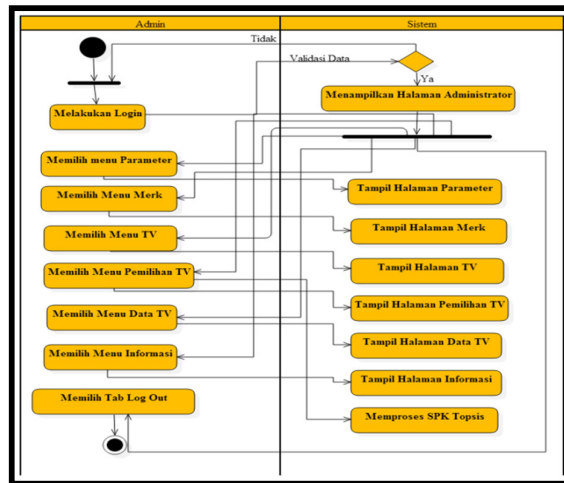 Admin
Sistem
Tidak
Validasi Data
Ya
Menampilkan Halaman Administrator
Melakukan Login
Memilih menu Parameter
Tampil Halaman Parameter
Memilih Menu Merk
Tampil Halaman Merk
Memilih Menu TV
Tampil Halaman TV
Memilih Menu Pemilihan TV
Tampil Halaman Pemilihan TV
Memilih Menu Data TV
Tampil Halaman Data TV
Memilih Menu Informasi
Tampil Halaman Informasi
Memilih Tab Log Out
Memproses SPK Topsis